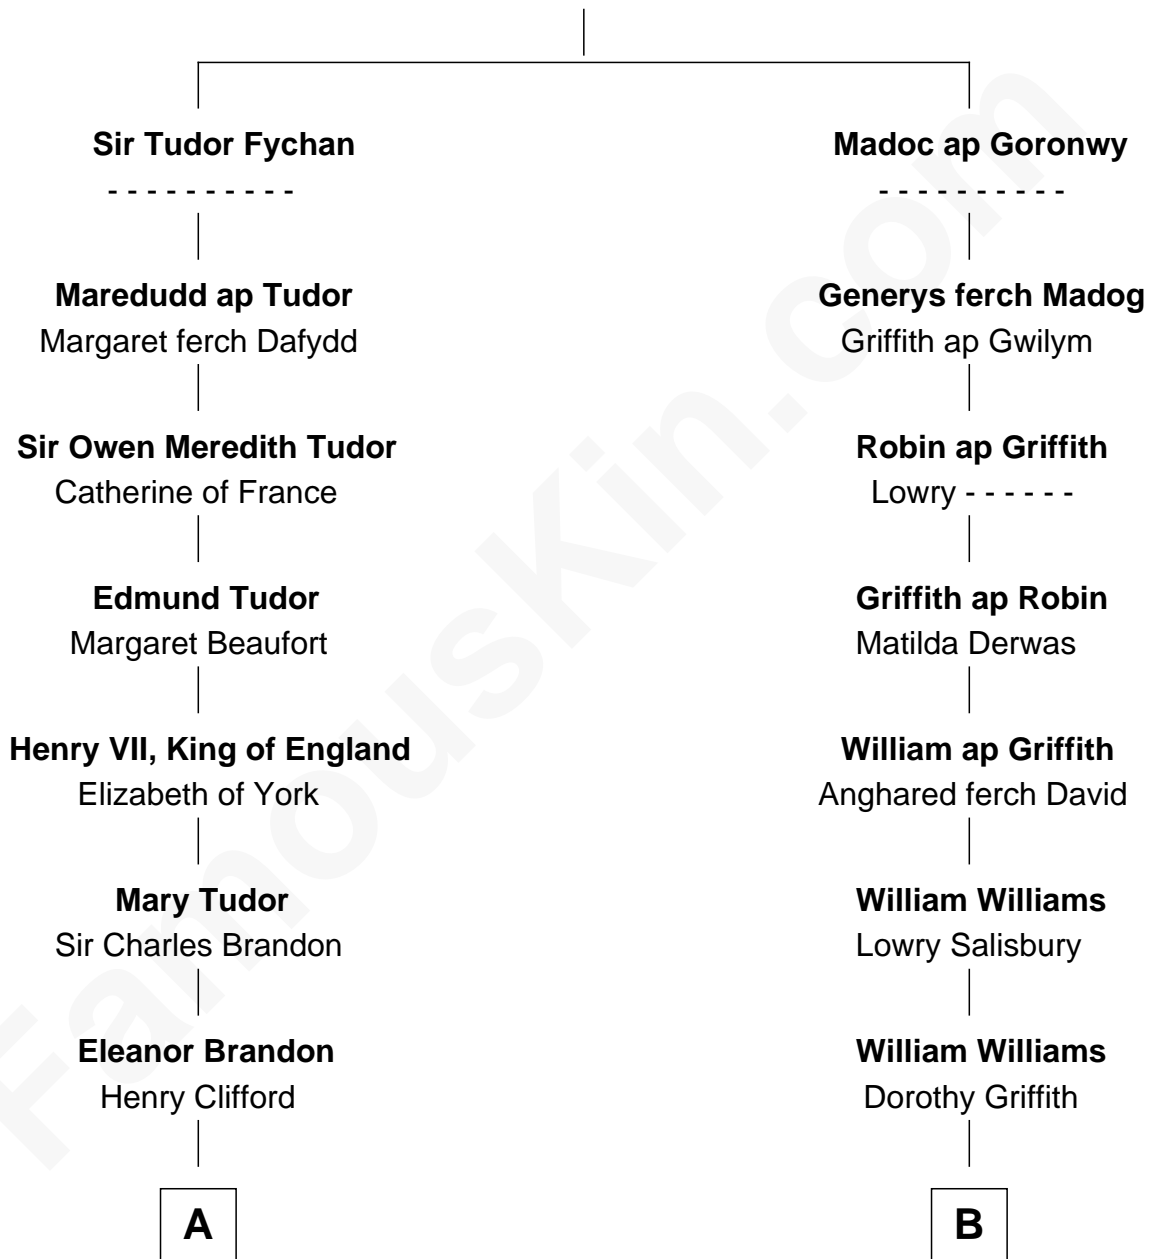 Sir Tudor Fychan
- - - - - - - - - -
Maredudd ap Tudor
Margaret ferch Dafydd
Sir Owen Meredith Tudor
Catherine of France
Edmund Tudor
Margaret Beaufort
Henry VII, King of England
Elizabeth of York
Mary Tudor
Sir Charles Brandon
Eleanor Brandon
Henry Clifford
A
Madoc ap Goronwy
- - - - - - - - - -
Generys ferch Madog
Griffith ap Gwilym
Robin ap Griffith
Lowry - - - - - -
Griffith ap Robin
Matilda Derwas
William ap Griffith
Anghared ferch David
William Williams
Lowry Salisbury
William Williams
Dorothy Griffith
B
FamousKin.com